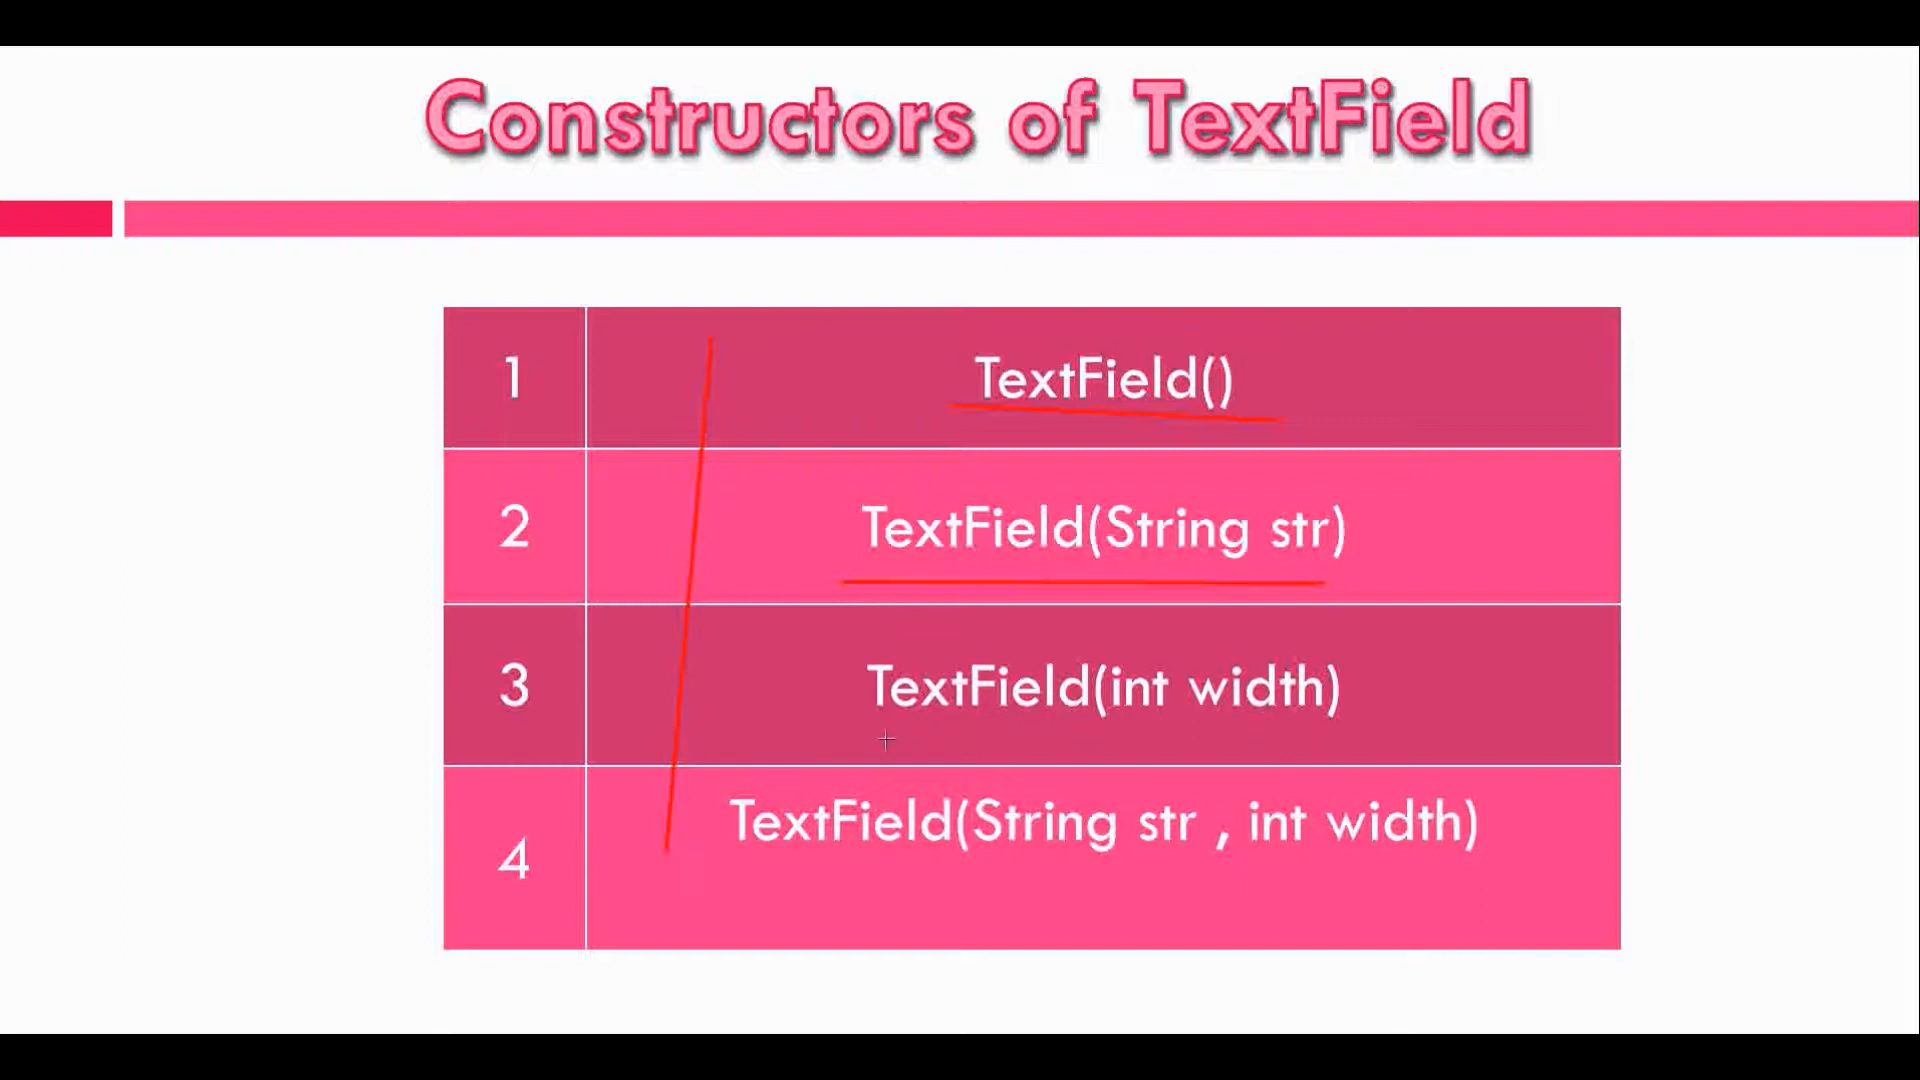 Constructors of TextField
1 TextField()
2 TextField(String str)
3 TextField(int width)
4 TextField(String str , int width)